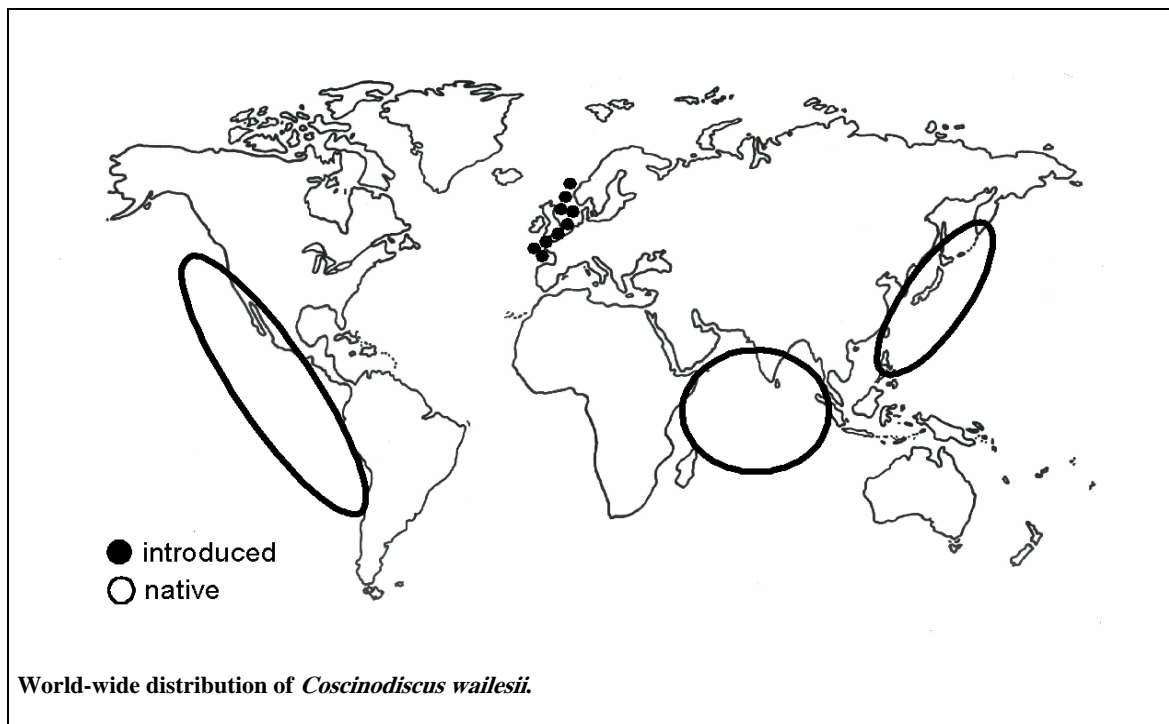 introduced
native
World-wide distribution of Coscinodiscus wailesii.